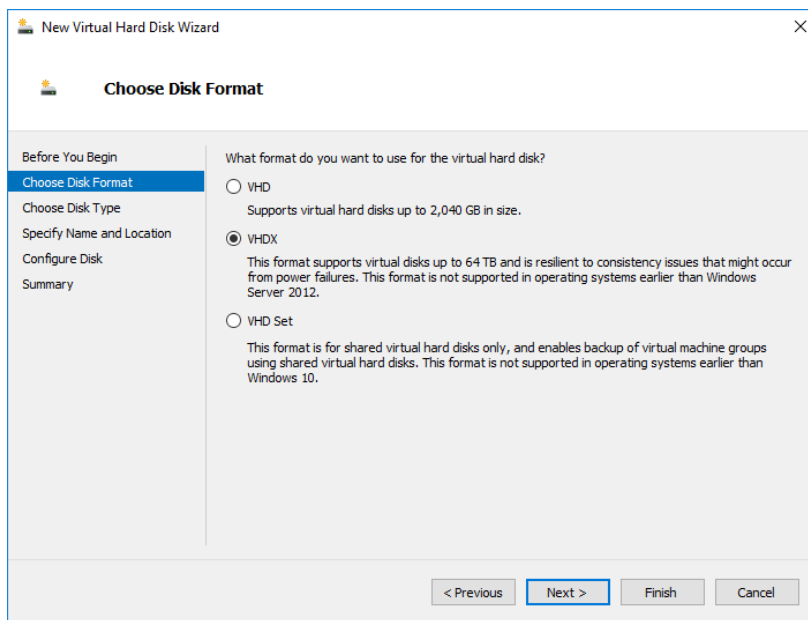 New Virtual Hard Disk Wizard
Choose Disk Format
Before You Begin
Choose Disk Format
Choose Disk Type
Specify Name and Location
Configure Disk
Summary
What format do you want to use for the virtual hard disk?
VHD
Supports virtual hard disks up to 2,040 GB in size.
VHDX
This format supports virtual disks up to 64 TB and is resilient to consistency issues that might occur
from power failures. This format is not supported in operating systems earlier than Windows
Server 2012.
VHD Set
This format is for shared virtual hard disks only, and enables backup of virtual machine groups
using shared virtual hard disks. This format is not supported in operating systems earlier than
Windows 10.
< Previous
Next >
Finish
Cancel